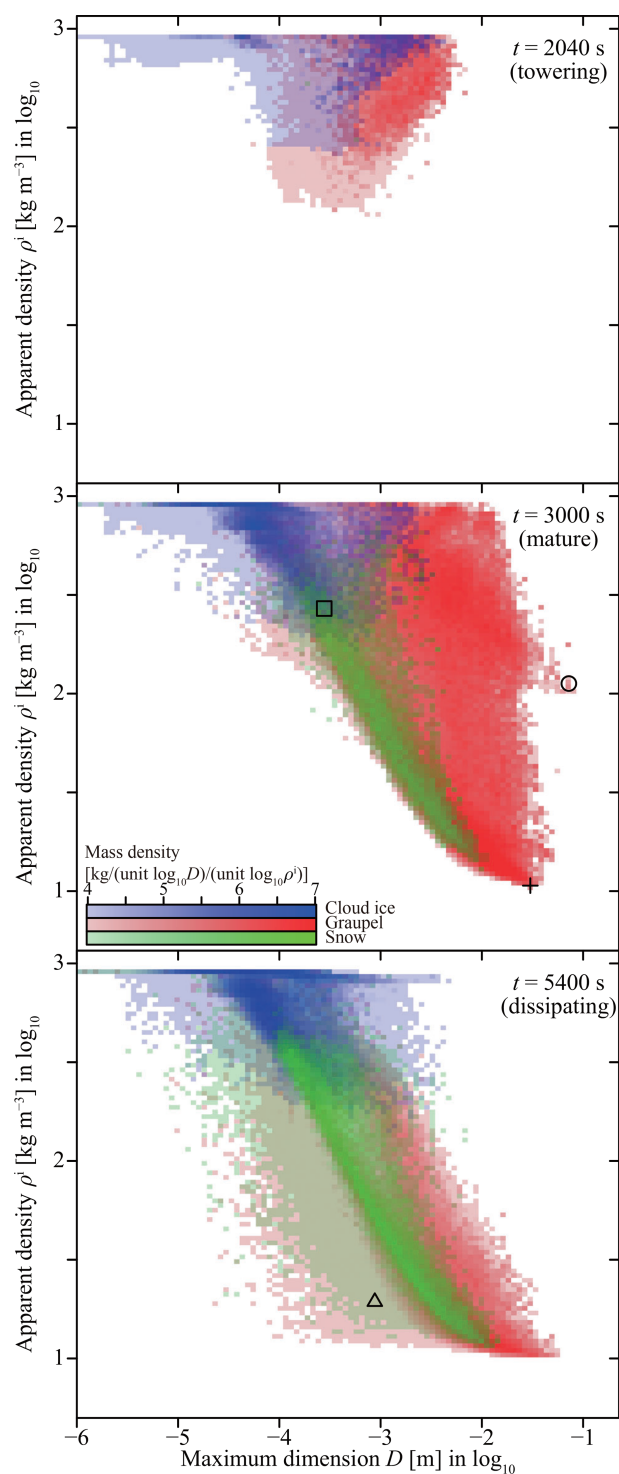 3
t = 2040 s
(towering)
2
1
Apparent density ρⁱ [kg m⁻³] in log₁₀
3
t = 3000 s
(mature)
2
1
Apparent density ρⁱ [kg m⁻³] in log₁₀
Mass density
[kg/(unit log₁₀D)/(unit log₁₀ρⁱ)]
4 5 6 7
Cloud ice
Graupel
Snow
3
t = 5400 s
(dissipating)
2
1
Apparent density ρⁱ [kg m⁻³] in log₁₀
−6 −5 −4 −3 −2 −1
Maximum dimension D [m] in log₁₀